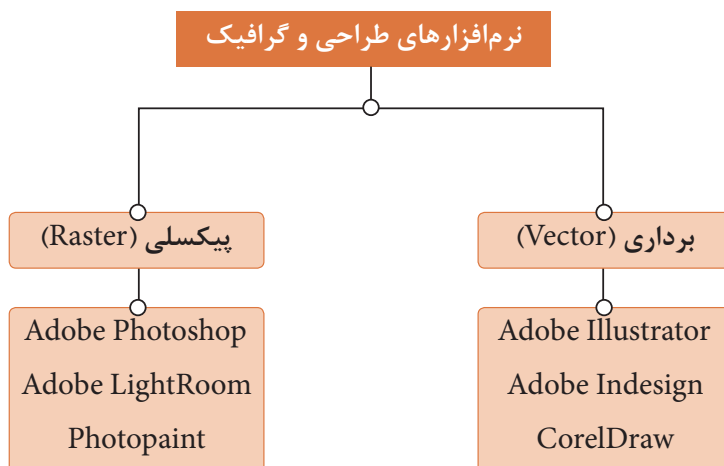 نرم‌افزارهای طراحی و گرافیک
برداری (Vector)
Adobe Illustrator
Adobe Indesign
CorelDraw
پیکسلی (Raster)
Adobe Photoshop
Adobe LightRoom
Photopaint